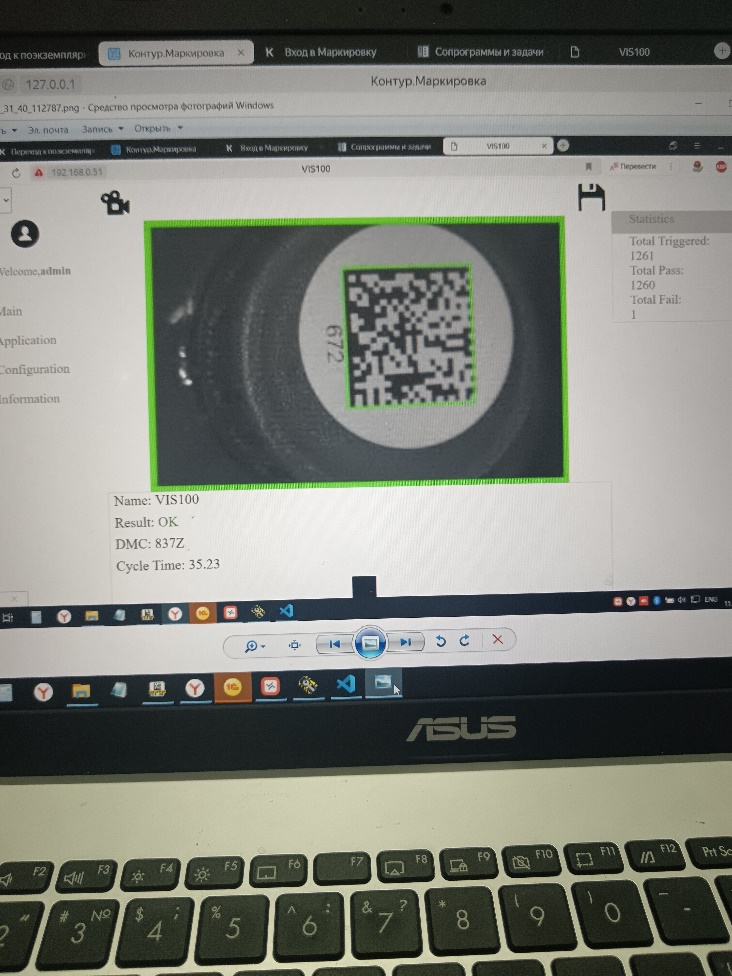 од к поэкземпляр
Контур.Маркировка ×
K Вход в Маркировку
Сопрограммы и задачи
VIS100
127.0.0.1
Контур.Маркировка
_31_40_112787.png - Средство просмотра фотографий Windows
Эл. почта Запись Открыть
Переход к поэкземпляр
Контур.Маркировка
K Вход в Маркировку
Сопрограммы и задачи
VIS100 ×
192.168.0.51
VIS100
Перевести
Statistics
Total Triggered:
1261
Total Pass:
1260
Total Fail:
1
Welcome,admin
Main
Application
Configuration
Information
672
Name: VIS100
Result: OK
DMC: 837Z
Cycle Time: 35.23
ENG
ASUS
F2 F3 F4 F5 F6 F7 F8 F9 F10 F11 F12 Prt Sc
# № 3
$ ; 4
% 5
^ : 6
& ? 7
* 8
( 9
) 0
_ -